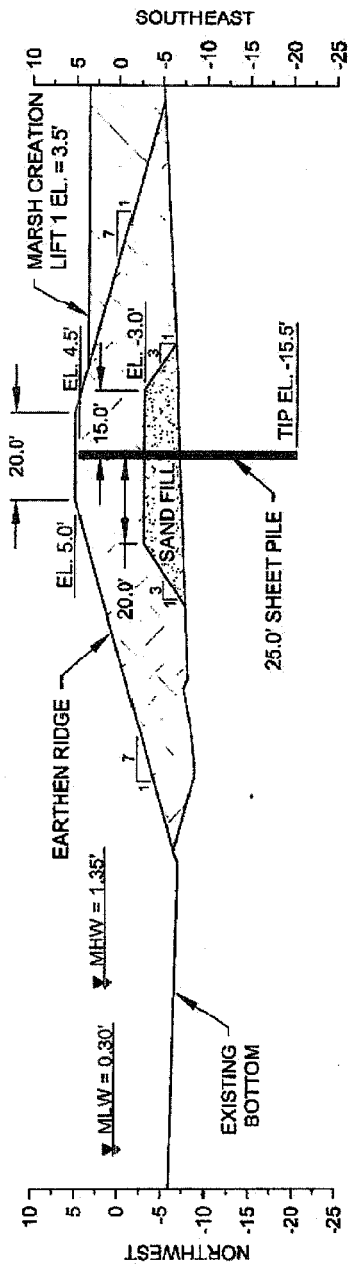 SOUTHEAST
10
5
0
-5
-10
-15
-20
-25
MARSH CREATION
LIFT 1 EL. = 3.5'
7
1
EL. 4.5'
EL. -3.0'
3
1
20.0'
15.0'
TIP EL. -15.5'
EL. 5.0'
20.0'
SAND FILL
3
1
25.0' SHEET PILE
EARTHEN RIDGE
7
1
MHW = 1.35'
MLW = 0.30'
EXISTING
BOTTOM
10
5
0
-5
-10
-15
-20
-25
NORTHWEST